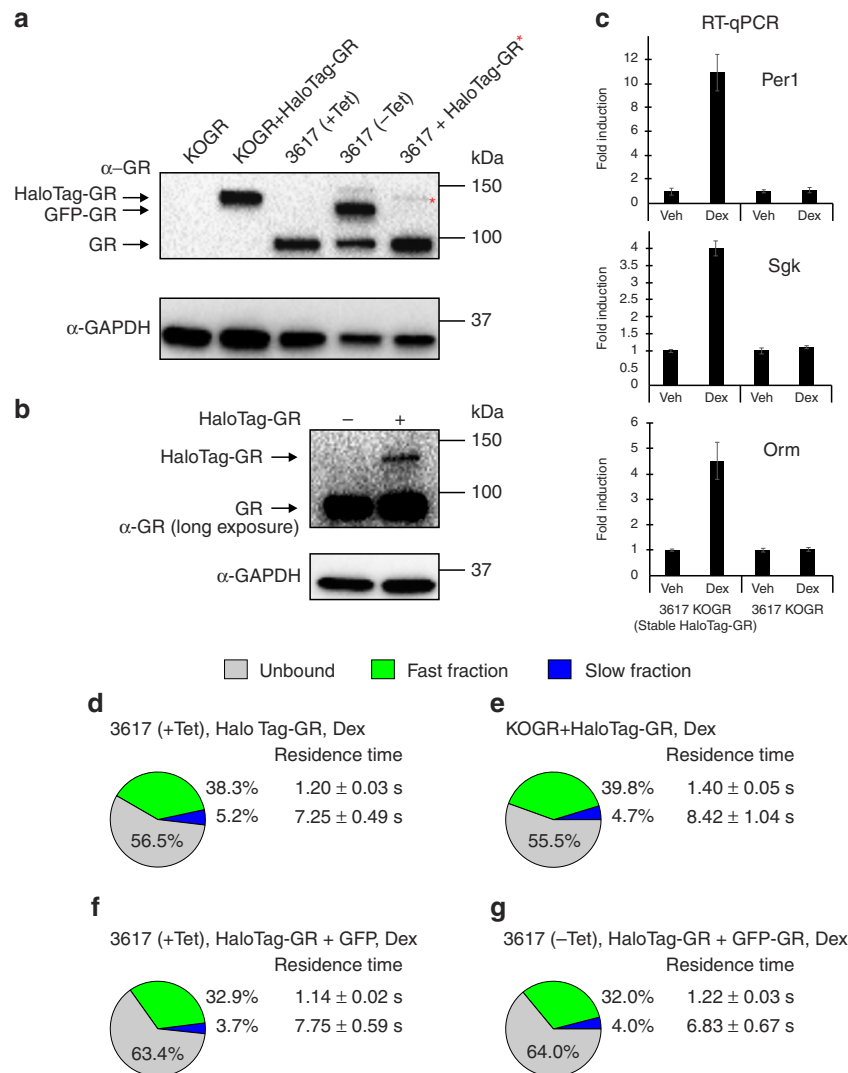 a
KOGR
KOGR+HaloTag-GR
3617 (+Tet)
3617 (–Tet)
3617 + HaloTag-GR*
α–GR
kDa
HaloTag-GR
GFP-GR
GR
150
*
100
α-GAPDH
37
b
HaloTag-GR – +
kDa
HaloTag-GR
150
GR
100
α-GR (long exposure)
α-GAPDH
37
c
RT-qPCR
Per1
Fold induction
12
10
8
6
4
2
0
Veh Dex Veh Dex
Sgk
Fold induction
4.5
4
3.5
3
2.5
2
1.5
1
0.5
0
Veh Dex Veh Dex
Orm
Fold induction
6
5
4
3
2
1
0
Veh Dex Veh Dex
3617 KOGR 3617 KOGR
(Stable HaloTag-GR)
Unbound Fast fraction Slow fraction
d
3617 (+Tet), Halo Tag-GR, Dex
Residence time
38.3% 1.20 ± 0.03 s
5.2% 7.25 ± 0.49 s
56.5%
e
KOGR+HaloTag-GR, Dex
Residence time
39.8% 1.40 ± 0.05 s
4.7% 8.42 ± 1.04 s
55.5%
f
3617 (+Tet), HaloTag-GR + GFP, Dex
Residence time
32.9% 1.14 ± 0.02 s
3.7% 7.75 ± 0.59 s
63.4%
g
3617 (–Tet), HaloTag-GR + GFP-GR, Dex
Residence time
32.0% 1.22 ± 0.03 s
4.0% 6.83 ± 0.67 s
64.0%